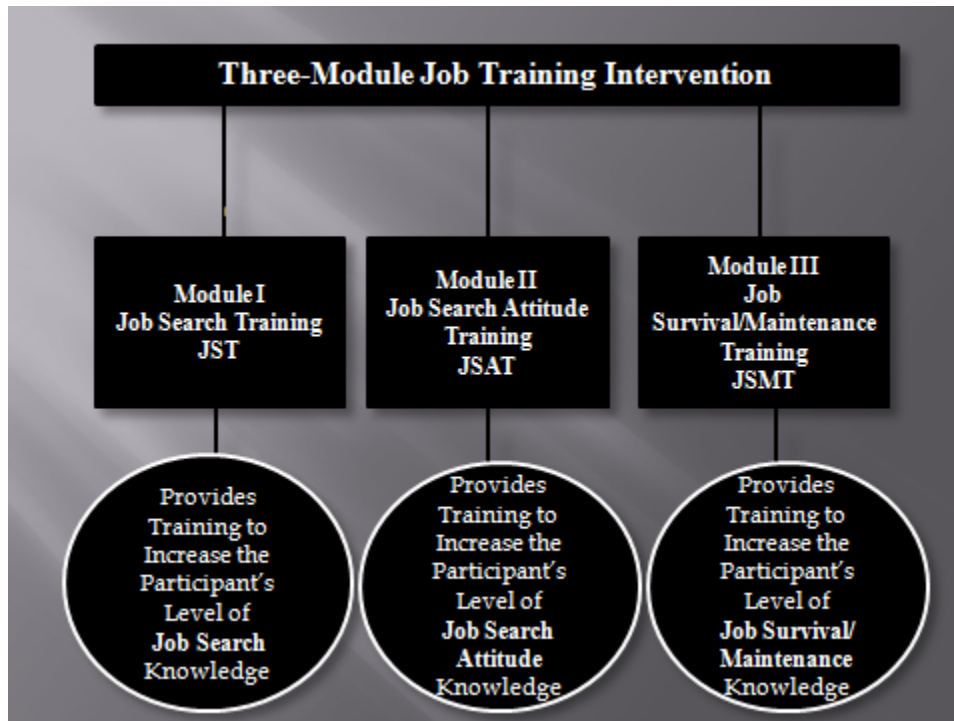 Three-Module Job Training Intervention
Module I
Job Search Training
JST
Module II
Job Search Attitude
Training
JSAT
Module III
Job
Survival/Maintenance
Training
JSMT
Provides
Training to
Increase the
Participant's
Level of
Job Search
Knowledge
Provides
Training to
Increase the
Participant's
Level of
Job Search
Attitude
Knowledge
Provides
Training to
Increase the
Participant's
Level of
Job Survival/
Maintenance
Knowledge